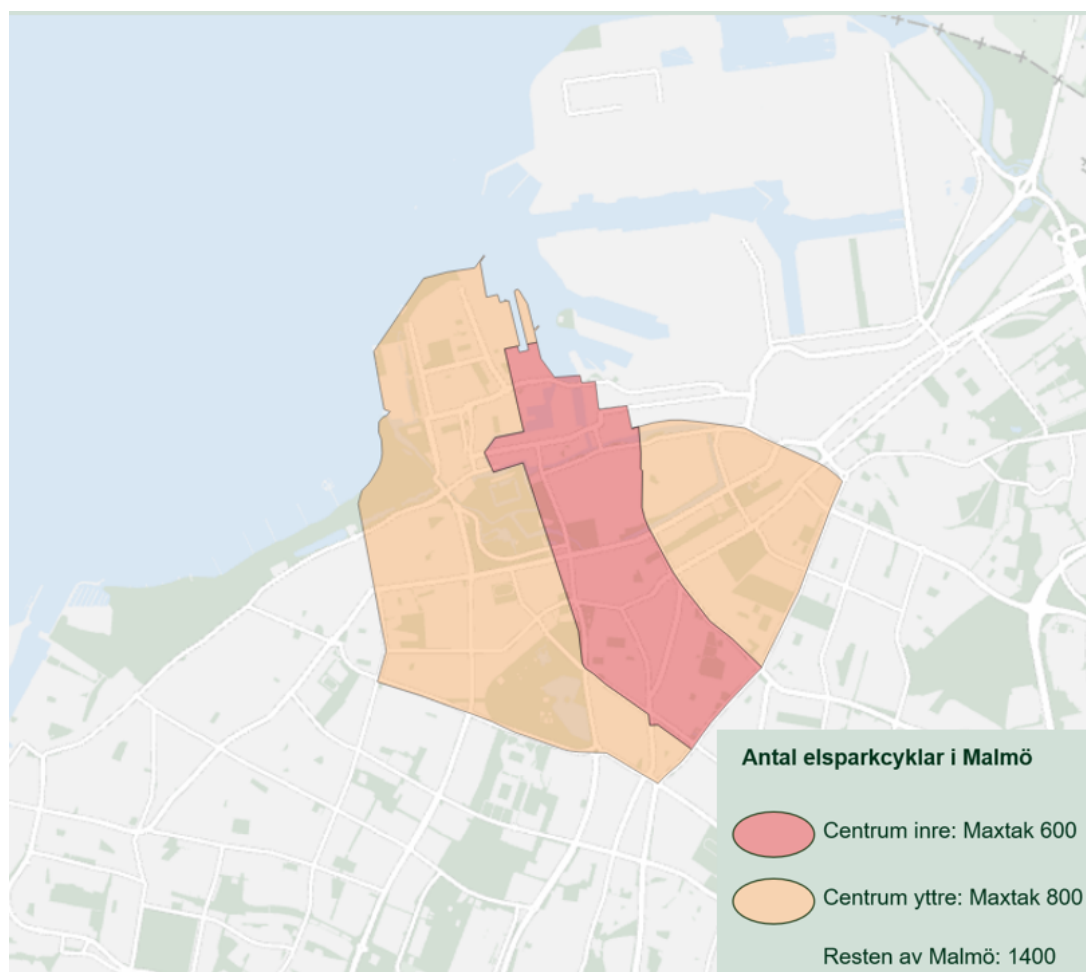 Antal elsparkcyklar i Malmö
Centrum inre: Maxtak 600
Centrum yttre: Maxtak 800
Resten av Malmö: 1400